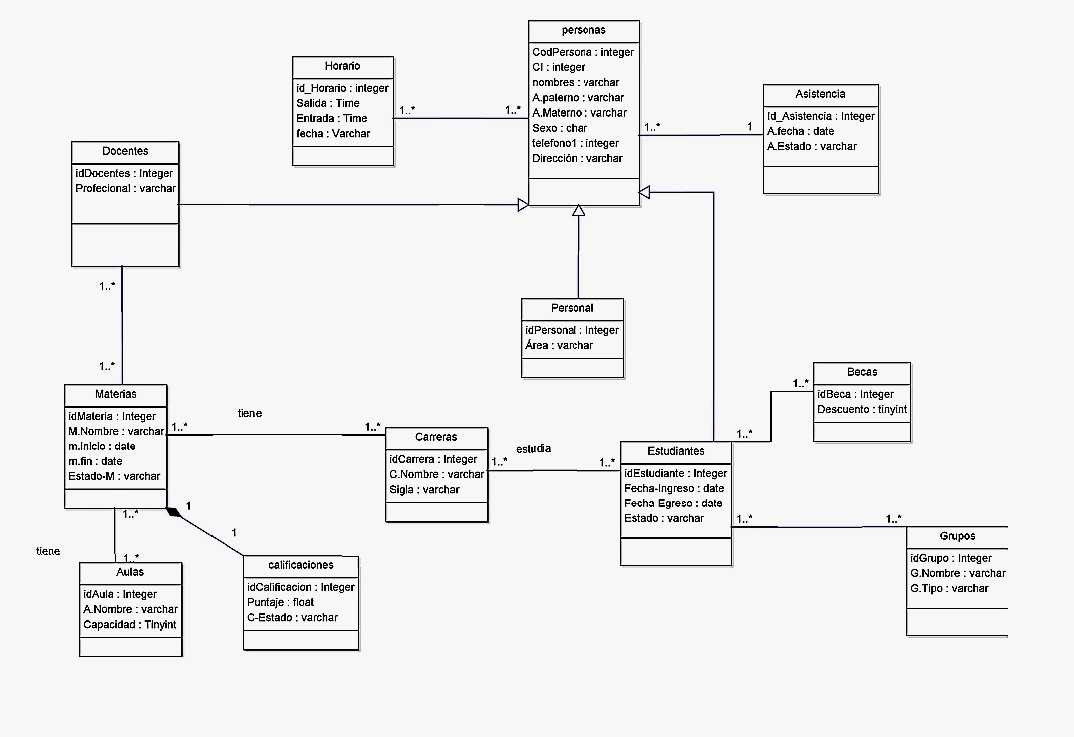 personas
CodPersona : integer
CI : integer
nombres : varchar
A.paterno : varchar
A.Materno : varchar
Sexo : char
telefono1 : integer
Dirección : varchar
Horario
id_Horario : integer
Salida : Time
Entrada : Time
fecha : Varchar
1..*
1..*
Asistencia
Id_Asistencia : Integer
A.fecha : date
A.Estado : varchar
1..*
1
Docentes
idDocentes : Integer
Profecional : varchar
1..*
1..*
Personal
idPersonal : Integer
Área : varchar
Becas
idBeca : Integer
Descuento : tinyint
1..*
1..*
Materias
idMateria : Integer
M.Nombre : varchar
m.Inicio : date
m.fin : date
Estado-M : varchar
tiene
1..*
1..*
Carreras
idCarrera : Integer
C.Nombre : varchar
Sigla : varchar
estudia
1..*
1..*
Estudiantes
idEstudiante : Integer
Fecha-Ingreso : date
Fecha Egreso : date
Estado : varchar
1..*
1..*
Grupos
idGrupo : Integer
G.Nombre : varchar
G.Tipo : varchar
1..*
1
1
tiene
1..*
Aulas
idAula : Integer
A.Nombre : varchar
Capacidad : Tinyint
calificaciones
idCalificacion : Integer
Puntaje : float
C-Estado : varchar